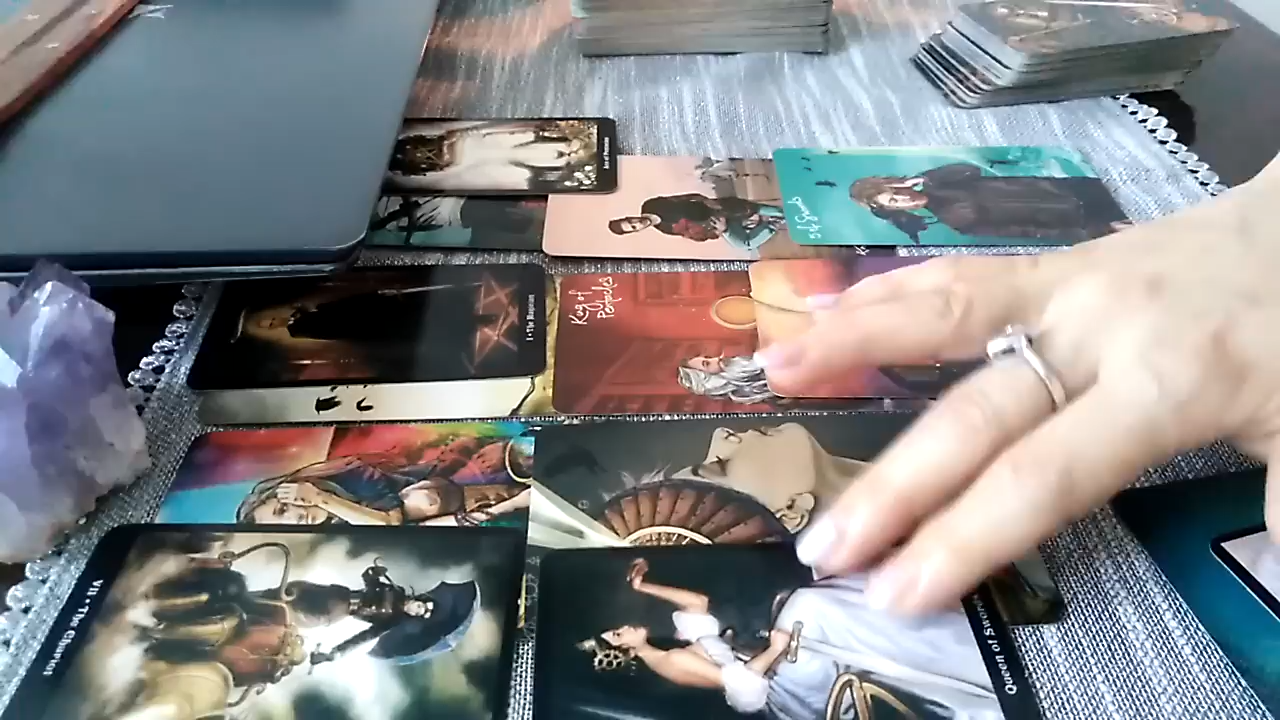 Ace of Pentacles
5 of Swords
I • The Magician
King of
Pentacles
VII • The Chariot
Queen of Swords